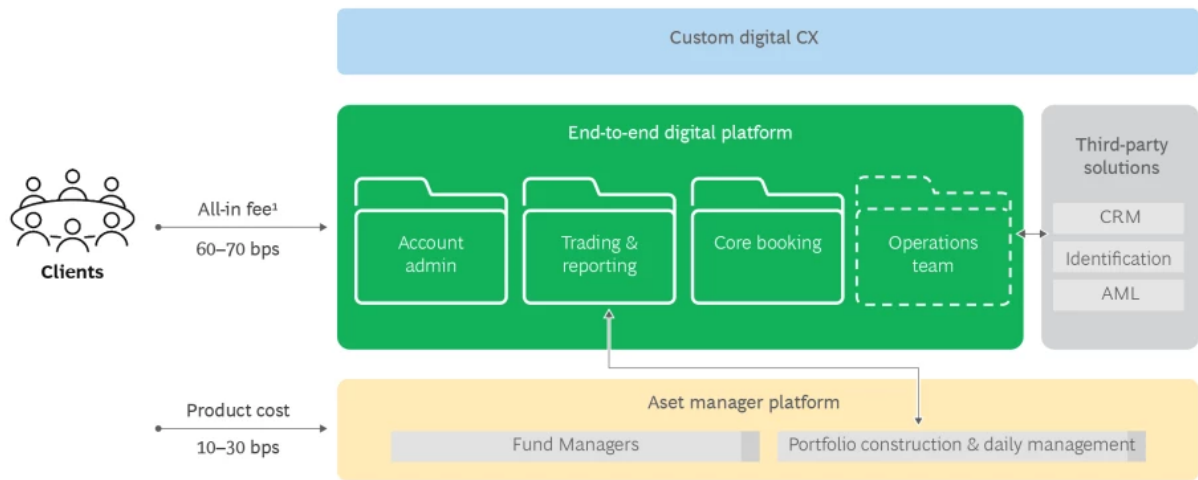 Custom digital CX
End-to-end digital platform
Third-party
solutions
Clients
All-in fee¹
60–70 bps
Account
admin
Trading &
reporting
Core booking
Operations
team
CRM
Identification
AML
Product cost
10–30 bps
Aset manager platform
Fund Managers
Portfolio construction & daily management